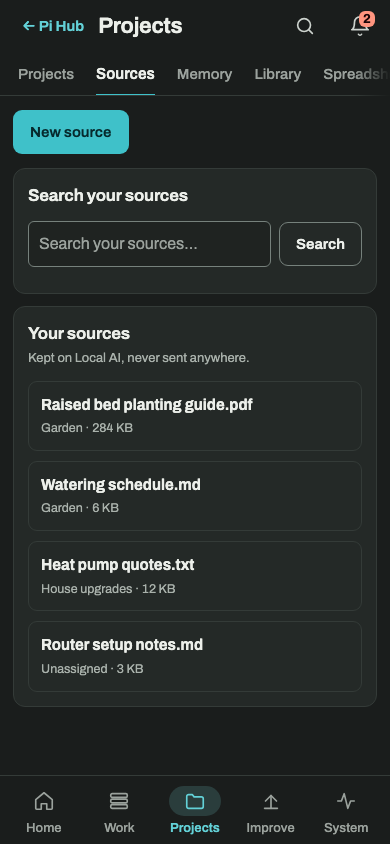 ← Pi Hub Projects 2
Projects Sources Memory Library Spreadsh
New source
Search your sources
Search your sources... Search
Your sources
Kept on Local AI, never sent anywhere.
Raised bed planting guide.pdf
Garden · 284 KB
Watering schedule.md
Garden · 6 KB
Heat pump quotes.txt
House upgrades · 12 KB
Router setup notes.md
Unassigned · 3 KB
Home Work Projects Improve System